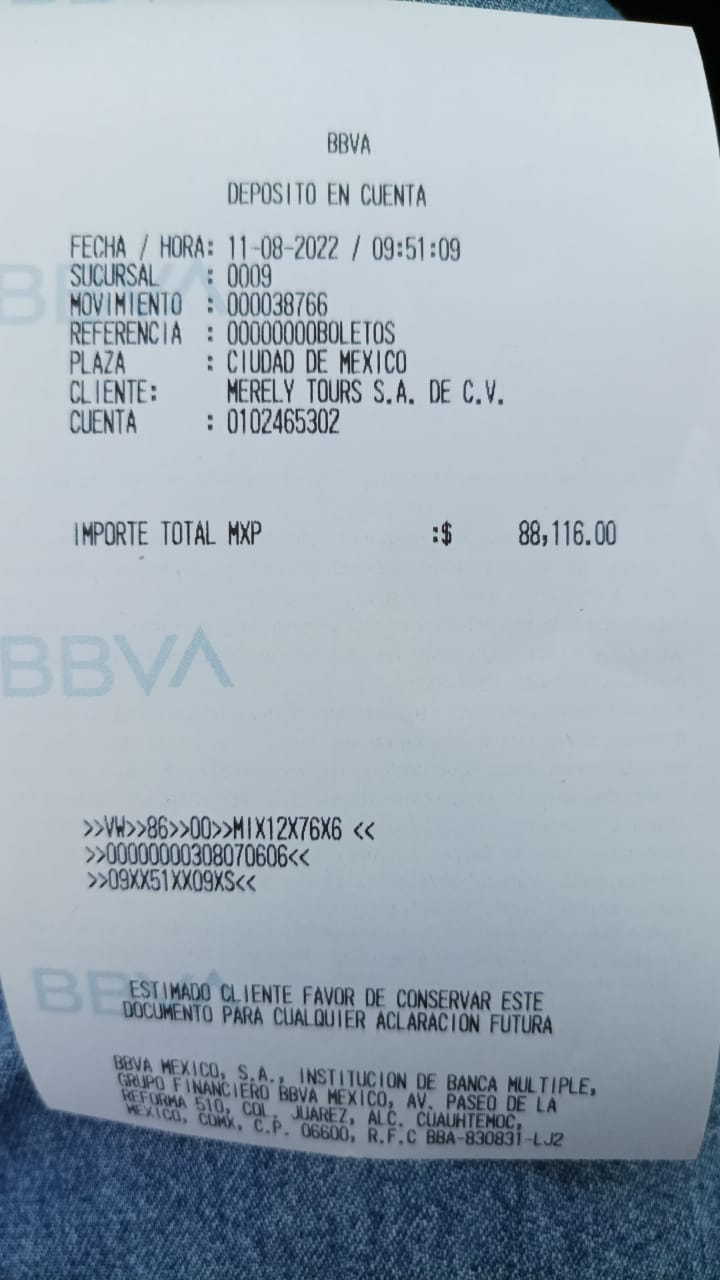 BBVA
DEPOSITO EN CUENTA
FECHA / HORA: 11-08-2022 / 09:51:09
SUCURSAL : 0009
MOVIMIENTO : 000038766
REFERENCIA : 00000000BOLETOS
PLAZA : CIUDAD DE MEXICO
CLIENTE: MERELY TOURS S.A. DE C.V.
CUENTA : 0102465302
IMPORTE TOTAL MXP :$ 88,116.00
BBVA
>>VW>>86>>00>>MIX12X76X6 <<
>>00000000308070606<<
>>09XX51XX09XS<<
BBVA
ESTIMADO CLIENTE FAVOR DE CONSERVAR ESTE
DOCUMENTO PARA CUALQUIER ACLARACION FUTURA
BBVA MEXICO, S.A., INSTITUCION DE BANCA MULTIPLE,
GRUPO FINANCIERO BBVA MEXICO, AV. PASEO DE LA
REFORMA 510, COL. JUAREZ, ALC. CUAUHTEMOC,
MEXICO, CDMX, C.P. 06600, R.F.C BBA-830831-LJ2